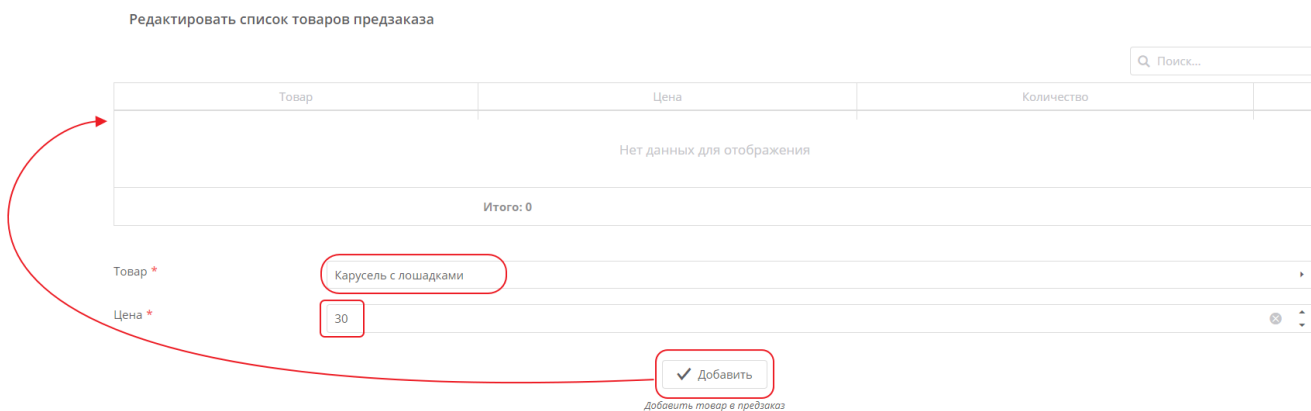 Редактировать список товаров предзаказа
Поиск...
Товар Цена Количество
Нет данных для отображения
Итого: 0
Товар *
Карусель с лошадками
Цена *
30
Добавить
Добавить товар в предзаказ